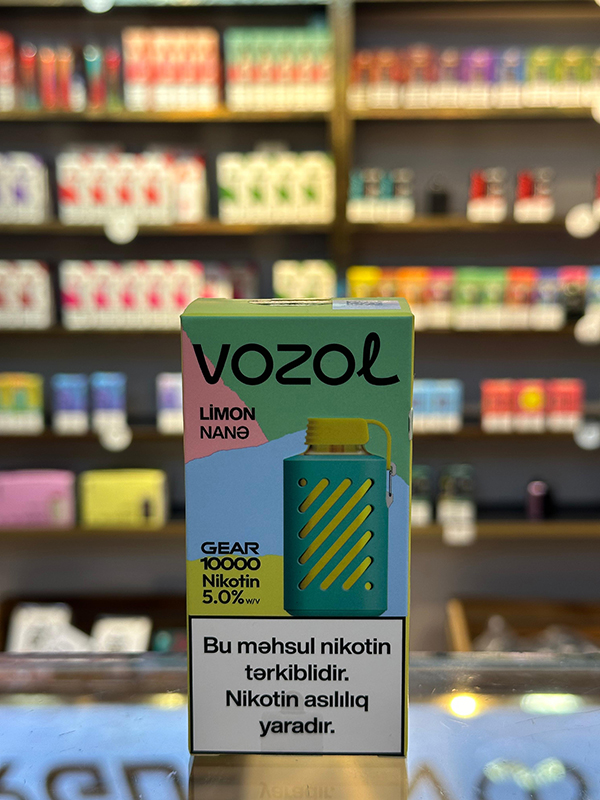 VOZOL
LİMON
NANƏ
GEAR
10000
Nikotin
5.0% w/v
Bu məhsul nikotin
tərkiblidir.
Nikotin asılılıq
yaradır.